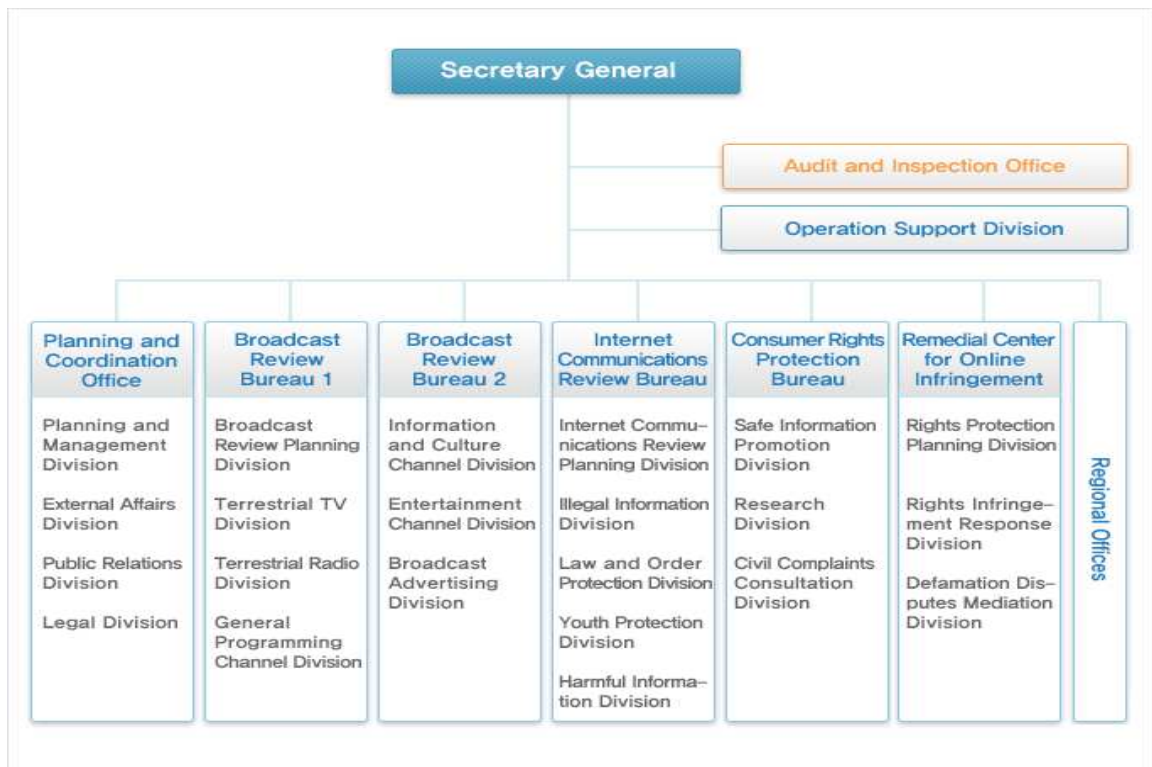 Secretary General
Audit and Inspection Office
Operation Support Division
Planning and
Coordination
Office
Planning and
Management
Division
External Affairs
Division
Public Relations
Division
Legal Division
Broadcast
Review
Bureau 1
Broadcast
Review Planning
Division
Terrestrial TV
Division
Terrestrial Radio
Division
General
Programming
Channel Division
Broadcast
Review
Bureau 2
Information
and Culture
Channel Division
Entertainment
Channel Division
Broadcast
Advertising
Division
Internet
Communications
Review Bureau
Internet Commu-
nications Review
Planning Division
Illegal Information
Division
Law and Order
Protection Division
Youth Protection
Division
Harmful Informa-
tion Division
Consumer Rights
Protection
Bureau
Safe Information
Promotion
Division
Research
Division
Civil Complaints
Consultation
Division
Remedial Center
for Online
Infringement
Rights Protection
Planning Division
Rights Infringe-
ment Response
Division
Defamation Dis-
putes Mediation
Division
Regional Offices